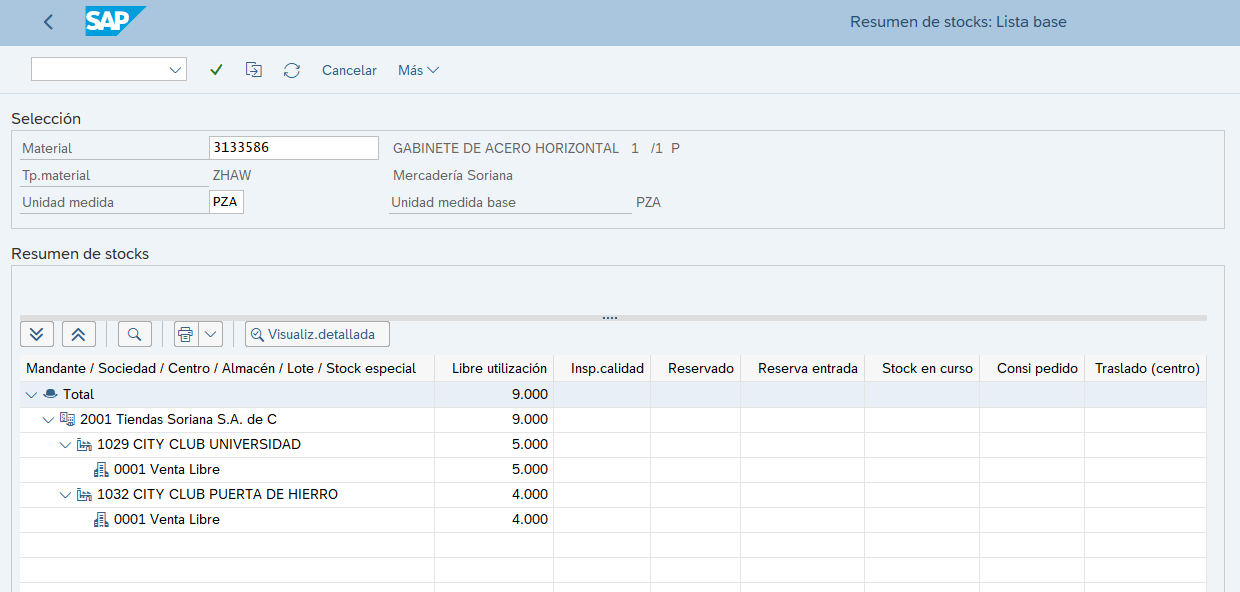 SAP
Resumen de stocks: Lista base
Cancelar Más
Selección
Material 3133586 GABINETE DE ACERO HORIZONTAL 1 /1 P
Tp.material ZHAW Mercadería Soriana
Unidad medida PZA Unidad medida base PZA
Resumen de stocks
Visualiz.detallada
Mandante / Sociedad / Centro / Almacén / Lote / Stock especial Libre utilización Insp.calidad Reservado Reserva entrada Stock en curso Consi pedido Traslado (centro)
Total 9.000
2001 Tiendas Soriana S.A. de C 9.000
1029 CITY CLUB UNIVERSIDAD 5.000
0001 Venta Libre 5.000
1032 CITY CLUB PUERTA DE HIERRO 4.000
0001 Venta Libre 4.000